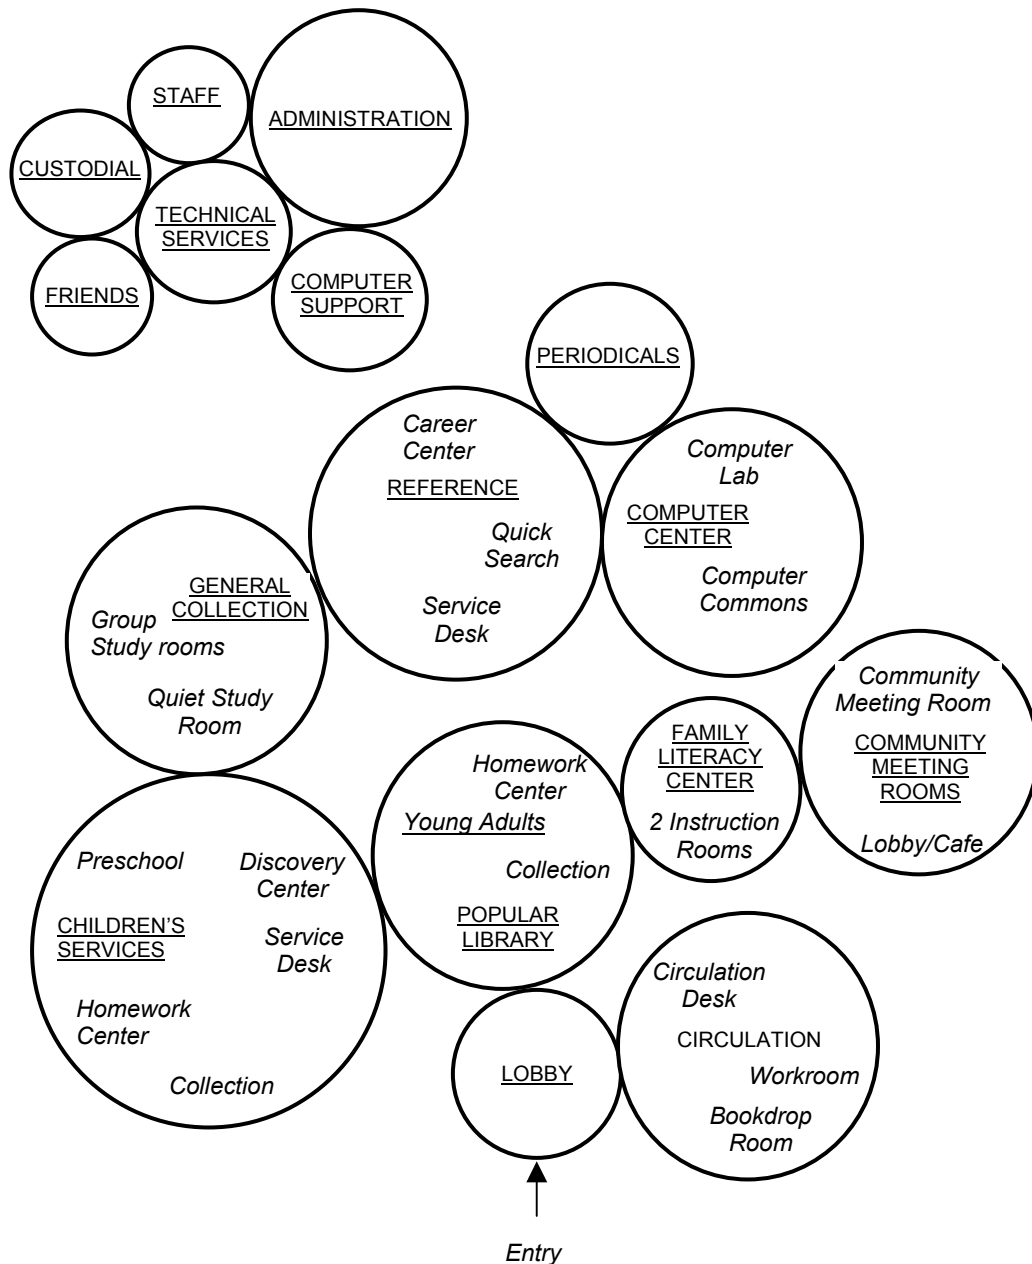 STAFF
ADMINISTRATION
CUSTODIAL
TECHNICAL
SERVICES
FRIENDS
COMPUTER
SUPPORT
PERIODICALS
Career
Center
REFERENCE
Quick
Search
Service
Desk
Computer
Lab
COMPUTER
CENTER
Computer
Commons
GENERAL
COLLECTION
Group
Study rooms
Quiet Study
Room
Community
Meeting Room
COMMUNITY
MEETING
ROOMS
Lobby/Cafe
FAMILY
LITERACY
CENTER
2 Instruction
Rooms
Homework
Center
Young Adults
Collection
POPULAR
LIBRARY
Preschool
Discovery
Center
CHILDREN’S
SERVICES
Service
Desk
Homework
Center
Collection
Circulation
Desk
CIRCULATION
Workroom
Bookdrop
Room
LOBBY
Entry